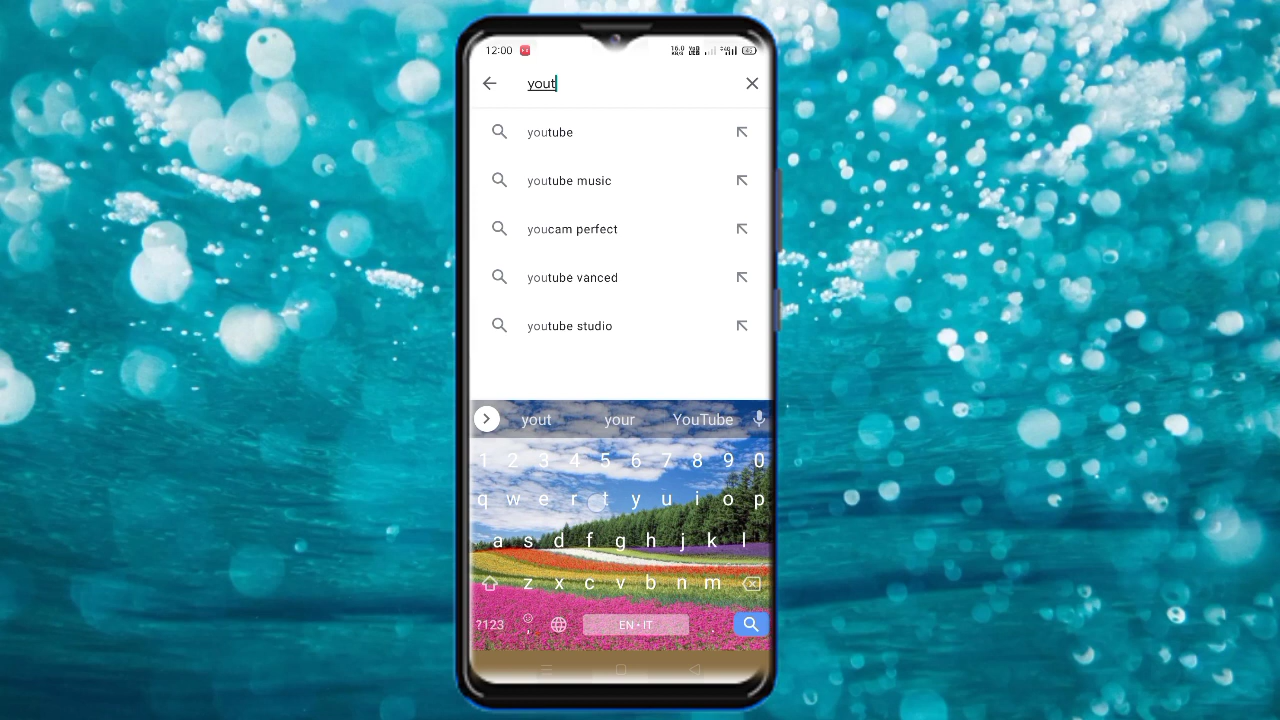 12:00
yout
youtube
youtube music
youcam perfect
youtube vanced
youtube studio
yout your YouTube
1 2 3 4 5 6 7 8 9 0
q w e r t y u i o p
a s d f g h j k l
z x c v b n m
?123 , EN • IT .